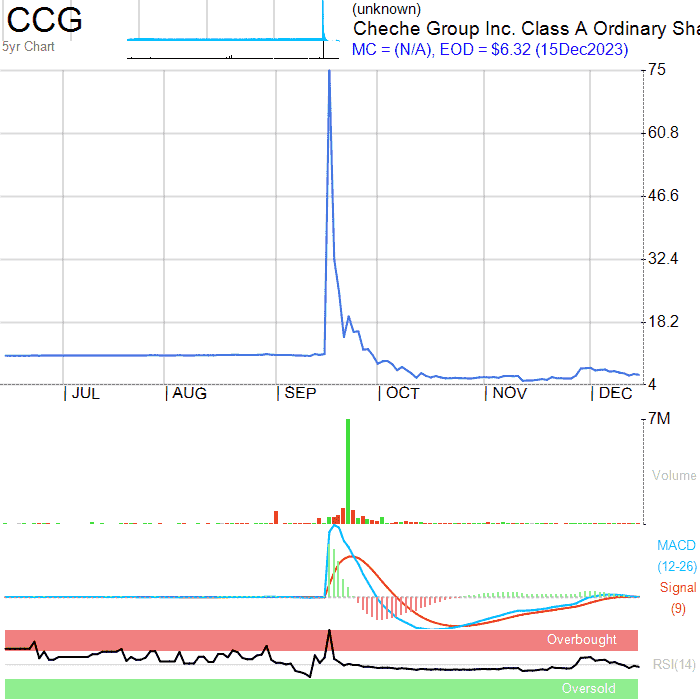 CCG
5yr Chart
(unknown)
Cheche Group Inc. Class A Ordinary Sha
MC = (N/A), EOD = $6.32 (15Dec2023)
75
60.8
46.6
32.4
18.2
4
JUL AUG SEP OCT NOV DEC
7M
Volume
MACD
(12-26)
Signal
(9)
Overbought
RSI(14)
Oversold